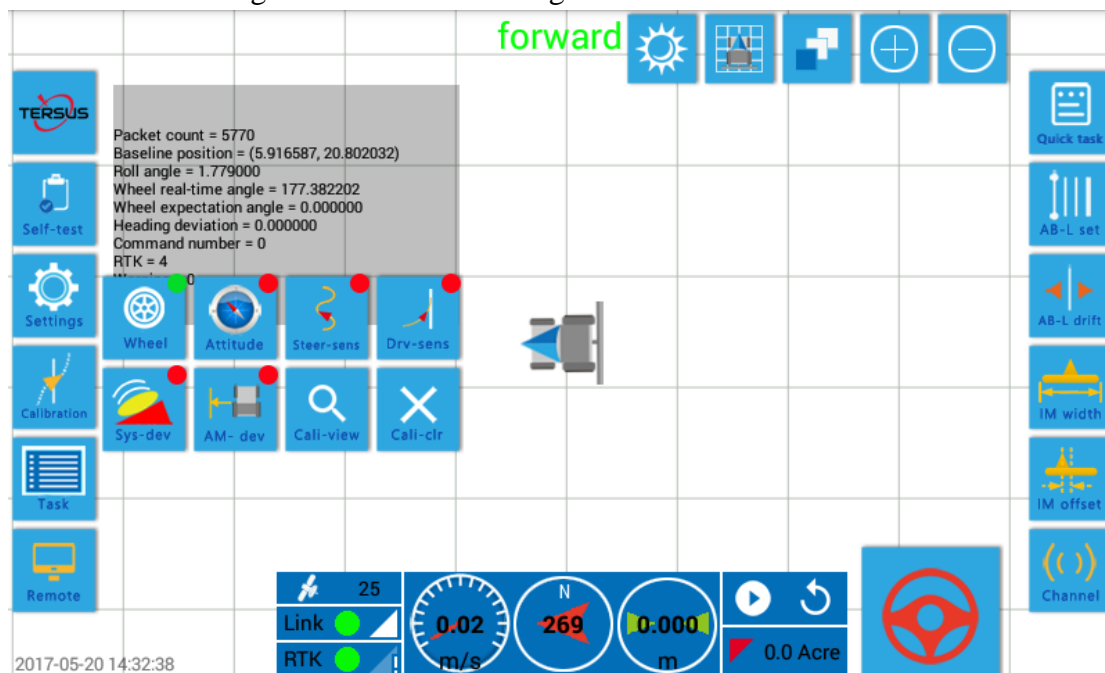 forward
TERSUS
Packet count = 5770
Baseline position = (5.916587, 20.802032)
Roll angle = 1.779000
Wheel real-time angle = 177.382202
Wheel expectation angle = 0.000000
Heading deviation = 0.000000
Command number = 0
RTK = 4
0
Quick task
Self-test
AB-L set
Settings
Wheel
Attitude
Steer-sens
Drv-sens
AB-L drift
Calibration
Sys-dev
AM- dev
Cali-view
Cali-clr
IM width
Task
IM offset
Remote
Channel
25
Link
RTK
0.02
m/s
N
269
0.000
m
0.0 Acre
2017-05-20 14:32:38